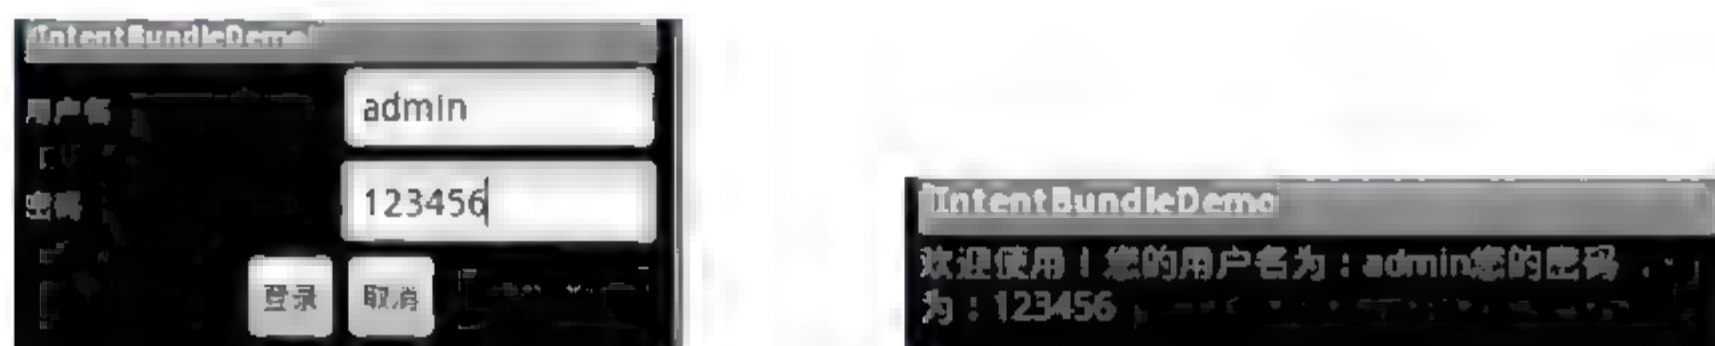 IntentBundleDemo
用户名
admin
密码
123456
登录
取消
IntentBundleDemo
欢迎使用！您的用户名为：admin您的密码
为：123456